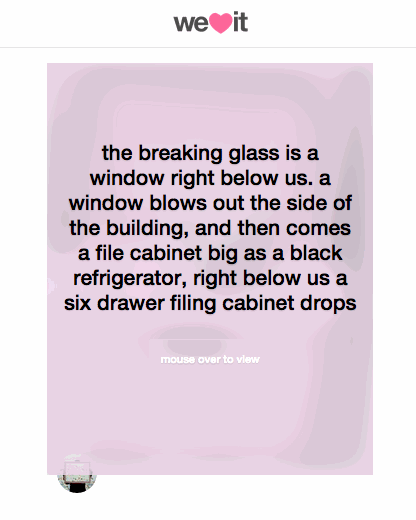 we it
the breaking glass is a
window right below us. a
window blows out the side of
the building, and then comes
a file cabinet big as a black
refrigerator, right below us a
six drawer filing cabinet drops
mouse over to view